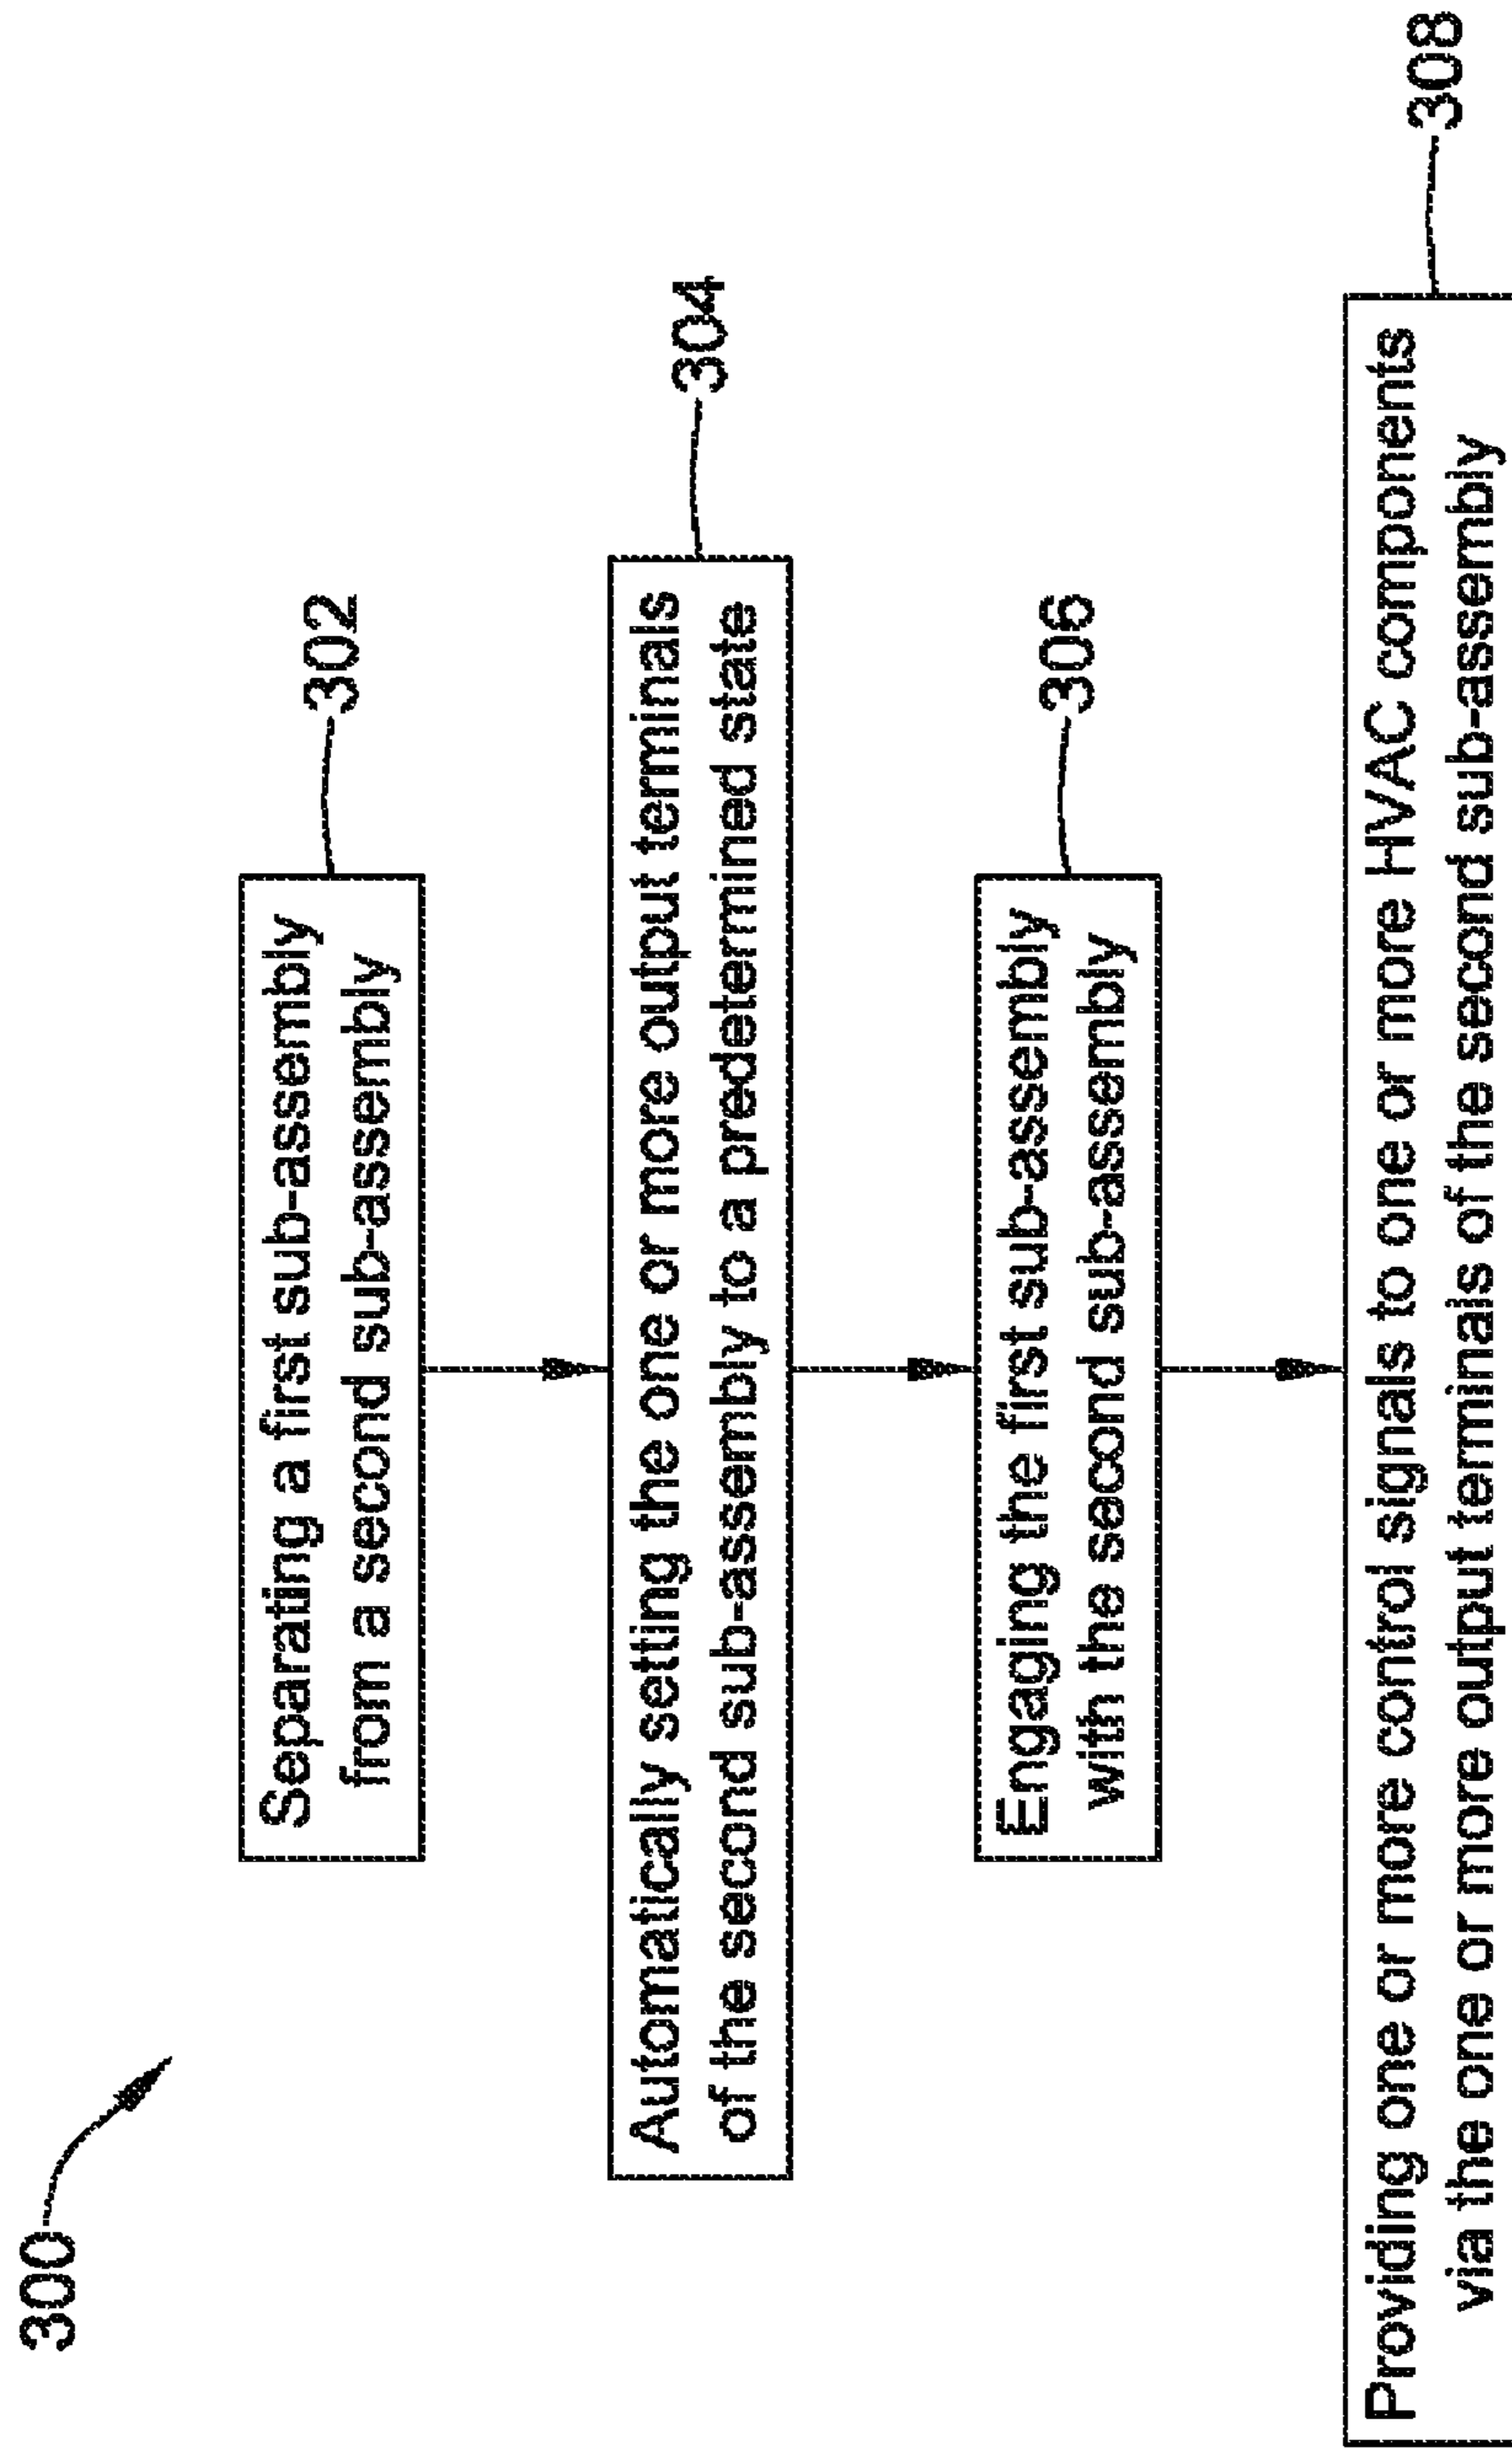 300
Separating a first sub-assembly
from a second sub-assembly
302
Automatically setting the one or more output terminals
of the second sub-assembly to a predetermined state
304
Engaging the first sub-assembly
with the second sub-assembly
306
Providing one or more control signals to one or more HVAC components
via the one or more output terminals of the second sub-assembly
308